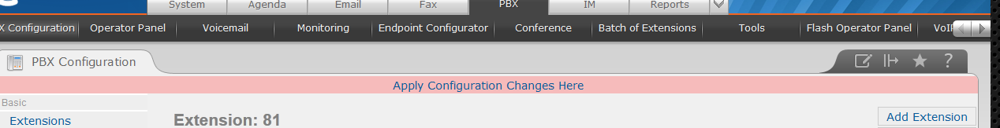 System Agenda Email Fax PBX IM Reports
X Configuration Operator Panel Voicemail Monitoring Endpoint Configurator Conference Batch of Extensions Tools Flash Operator Panel VoIP
PBX Configuration ?
Apply Configuration Changes Here
Basic
Extensions
Extension: 81
Add Extension